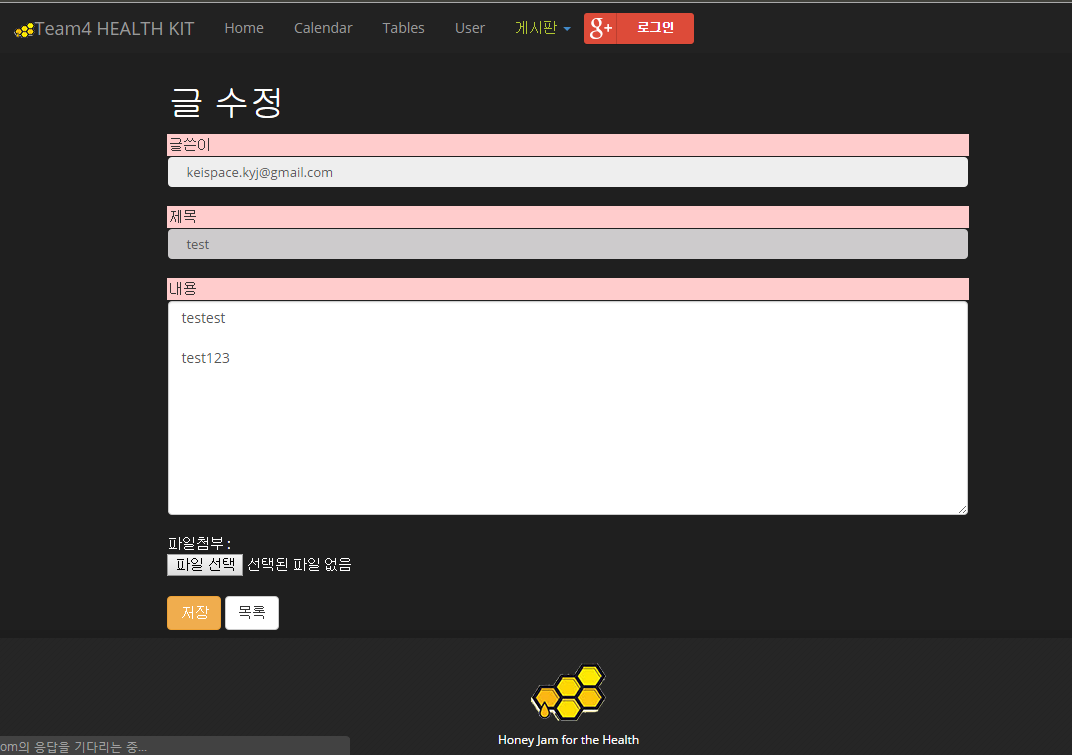 Team4 HEALTH KIT Home Calendar Tables User 게시판 g+ 로그인
글 수정
글쓴이
keispace.kyj@gmail.com
제목
test
내용
testest
test123
파일첨부 :
파일 선택 선택된 파일 없음
저장 목록
Honey Jam for the Health
om의 응답을 기다리는 중...